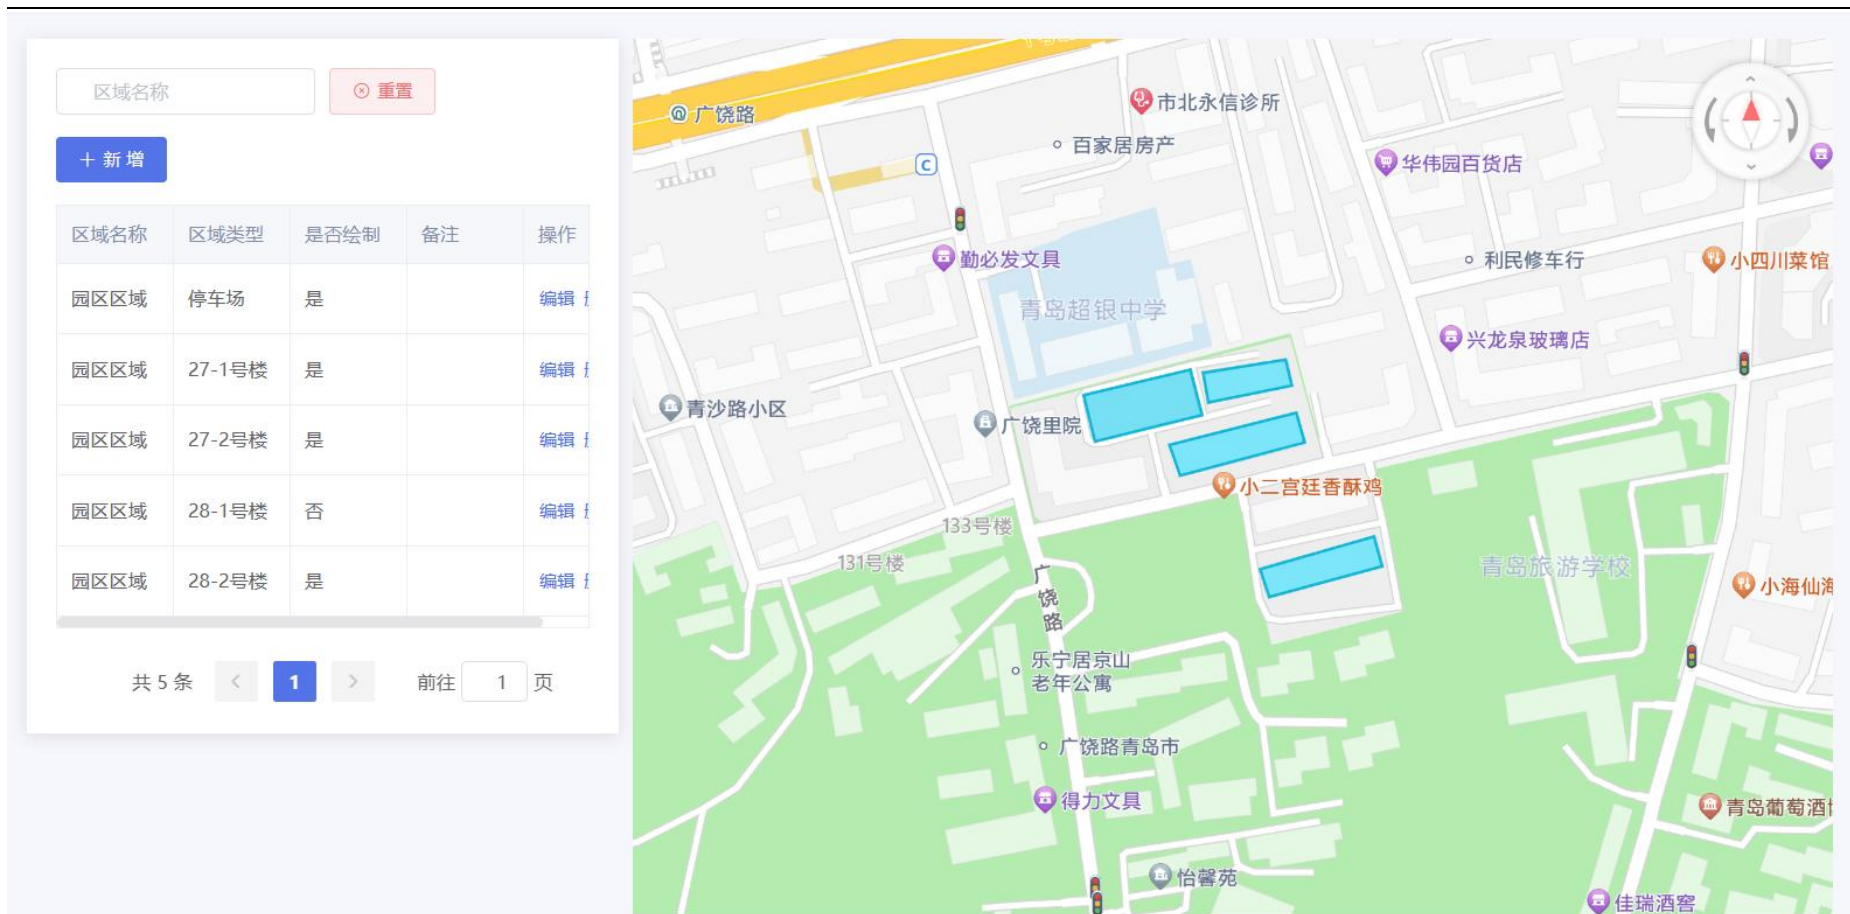 区域名称
重置
+ 新 增
区域名称 区域类型 是否绘制 备注 操作
园区区域 停车场 是 编辑
园区区域 27-1号楼 是 编辑
园区区域 27-2号楼 是 编辑
园区区域 28-1号楼 否 编辑
园区区域 28-2号楼 是 编辑
共 5 条 < 1 > 前往 1 页
广饶路
市北永信诊所
百家居房产
华伟园百货店
C
勤必发文具
利民修车行
小四川菜馆
青岛超银中学
兴龙泉玻璃店
青沙路小区
广饶里院
小二宫廷香酥鸡
133号楼
131号楼
青岛旅游学校
广饶路
小海仙海
乐宁居京山
老年公寓
广饶路青岛市
得力文具
青岛葡萄酒
怡馨苑
佳瑞酒窖